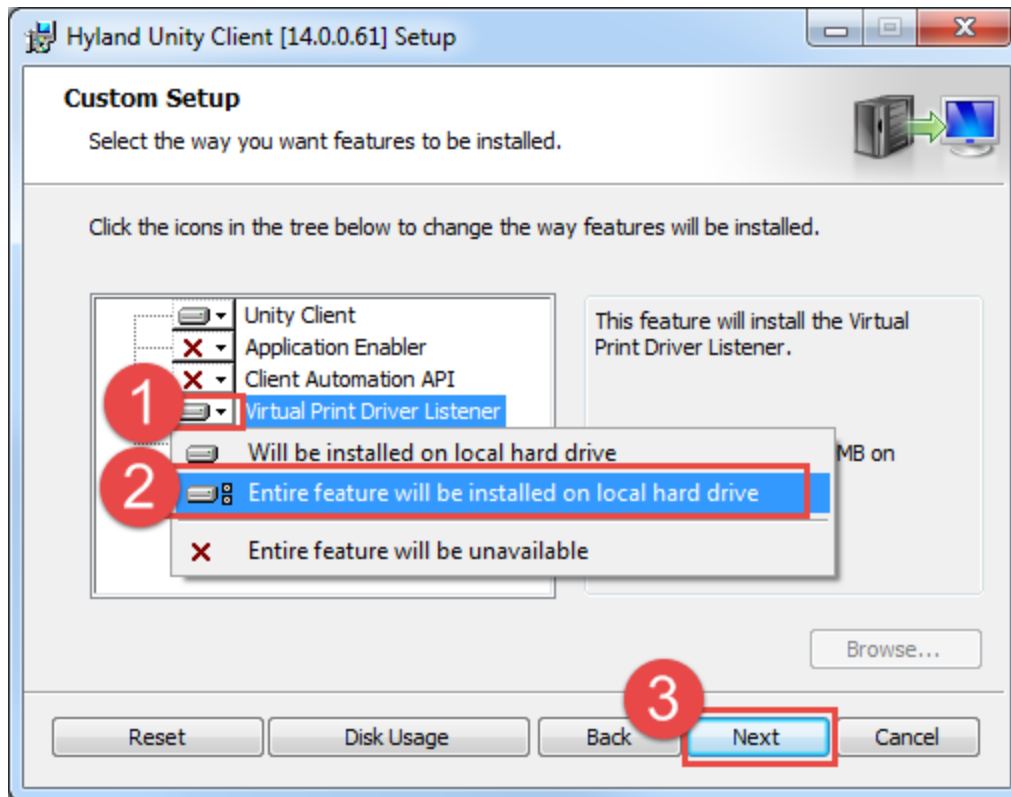 Hyland Unity Client [14.0.0.61] Setup
Custom Setup
Select the way you want features to be installed.
Click the icons in the tree below to change the way features will be installed.
Unity Client
Application Enabler
Client Automation API
1
Virtual Print Driver Listener
This feature will install the Virtual
Print Driver Listener.
Will be installed on local hard drive
MB on
2
Entire feature will be installed on local hard drive
Entire feature will be unavailable
Browse...
3
Reset
Disk Usage
Back
Next
Cancel